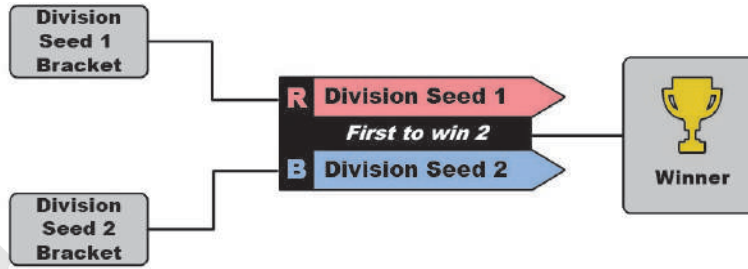 Division
Seed 1
Bracket
R Division Seed 1
First to win 2
B Division Seed 2
Winner
Division
Seed 2
Bracket